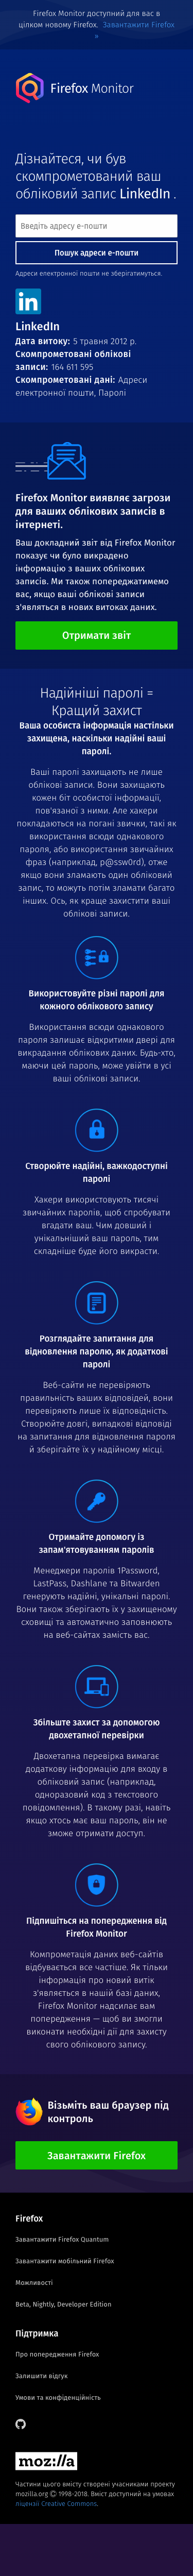 Firefox Monitor доступний для вас в
цілком новому Firefox. Завантажити Firefox
»
Firefox Monitor
Дізнайтеся, чи був
скомпрометований ваш
обліковий запис LinkedIn .
Введіть адресу е-пошти
Пошук адреси е-пошти
Адреси електронної пошти не зберігатимуться.
in
LinkedIn
Дата витоку: 5 травня 2012 р.
Скомпрометовані облікові
записи: 164 611 595
Скомпрометовані дані: Адреси
електронної пошти, Паролі
Firefox Monitor виявляє загрози
для ваших облікових записів в
інтернеті.
Ваш докладний звіт від Firefox Monitor
показує чи було викрадено
інформацію з ваших облікових
записів. Ми також попереджатимемо
вас, якщо ваші облікові записи
з'являться в нових витоках даних.
Отримати звіт
Надійніші паролі =
Кращий захист
Ваша особиста інформація настільки
захищена, наскільки надійні ваші
паролі.
Ваші паролі захищають не лише
облікові записи. Вони захищають
кожен біт особистої інформації,
пов'язаної з ними. Але хакери
покладаються на погані звички, такі як
використання всюди однакового
пароля, або використання звичайних
фраз (наприклад, p@ssw0rd), отже
якщо вони зламають один обліковий
запис, то можуть потім зламати багато
інших. Ось, як краще захистити ваші
облікові записи.
Використовуйте різні паролі для
кожного облікового запису
Використання всюди однакового
пароля залишає відкритими двері для
викрадання облікових даних. Будь-хто,
маючи цей пароль, може увійти в усі
ваші облікові записи.
Створюйте надійні, важкодоступні
паролі
Хакери використовують тисячі
звичайних паролів, щоб спробувати
вгадати ваш. Чим довший і
унікальніший ваш пароль, тим
складніше буде його викрасти.
Розглядайте запитання для
відновлення паролю, як додаткові
паролі
Веб-сайти не перевіряють
правильність ваших відповідей, вони
перевіряють лише їх відповідність.
Створюйте довгі, випадкові відповіді
на запитання для відновлення пароля
й зберігайте їх у надійному місці.
Отримайте допомогу із
запам'ятовуванням паролів
Менеджери паролів 1Password,
LastPass, Dashlane та Bitwarden
генерують надійні, унікальні паролі.
Вони також зберігають їх у захищеному
сховищі та автоматично заповнюють
на веб-сайтах замість вас.
Збільште захист за допомогою
двохетапної перевірки
Двохетапна перевірка вимагає
додаткову інформацію для входу в
обліковий запис (наприклад,
одноразовий код з текстового
повідомлення). В такому разі, навіть
якщо хтось має ваш пароль, він не
зможе отримати доступ.
Підпишіться на попередження від
Firefox Monitor
Компрометація даних веб-сайтів
відбувається все частіше. Як тільки
інформація про новий витік
з'являється в нашій базі даних,
Firefox Monitor надсилає вам
попередження — щоб ви змогли
виконати необхідні дії для захисту
свого облікового запису.
Візьміть ваш браузер під
контроль
Завантажити Firefox
Firefox
Завантажити Firefox Quantum
Завантажити мобільний Firefox
Можливості
Beta, Nightly, Developer Edition
Підтримка
Про попередження Firefox
Залишити відгук
Умови та конфіденційність
moz://a
Частини цього вмісту створені учасниками проекту
mozilla.org © 1998-2018. Вміст доступний на умовах
ліцензії Creative Commons.